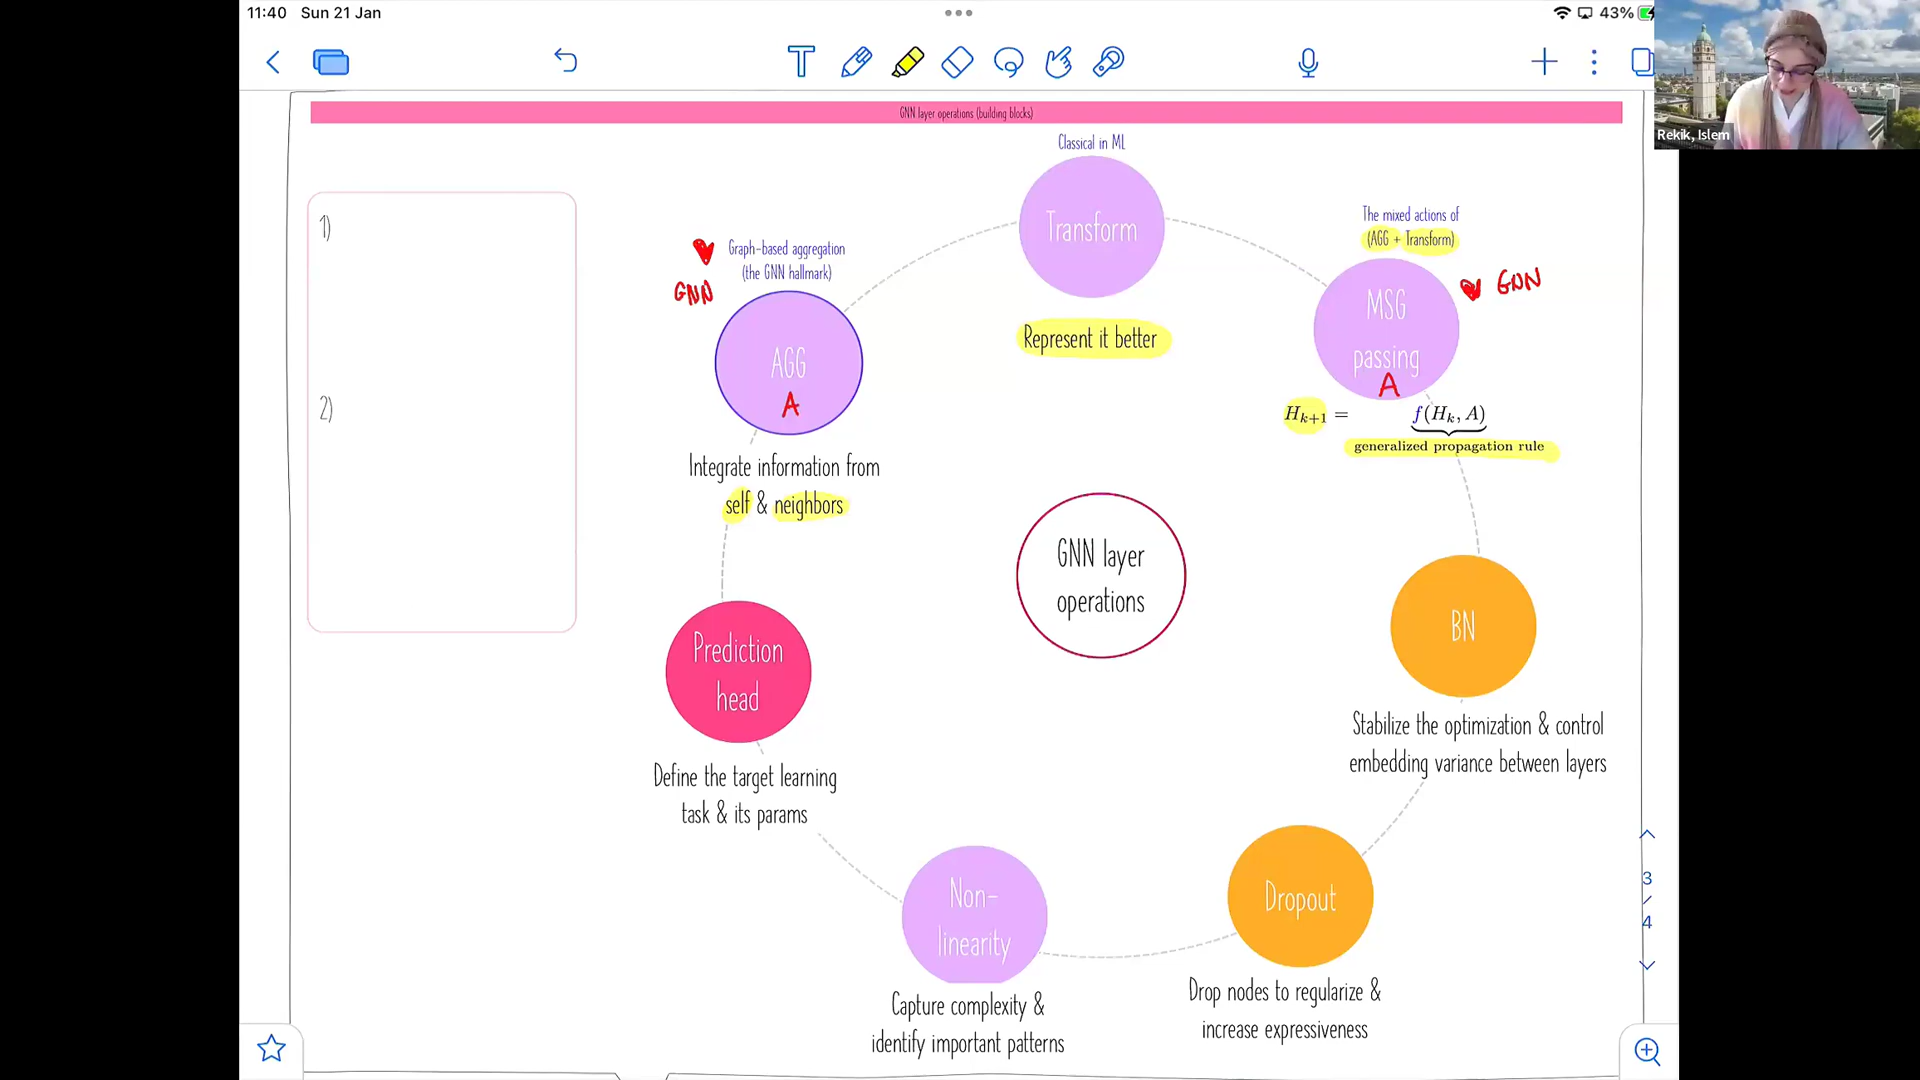 11:40 Sun 21 Jan
43%
Rekik, Islem
GNN layer operations (building blocks)
1)
2)
Classical in ML
Transform
Represent it better
The mixed actions of
(AGG + Transform)
MSG
passing
A
GNN
H_{k+1} = f(H_k, A)
generalized propagation rule
Graph-based aggregation
(the GNN hallmark)
GNN
AGG
A
Integrate information from
self & neighbors
GNN layer
operations
BN
Stabilize the optimization & control
embedding variance between layers
Prediction
head
Define the target learning
task & its params
Dropout
Drop nodes to regularize &
increase expressiveness
Non-
linearity
Capture complexity &
identify important patterns
3
/
4